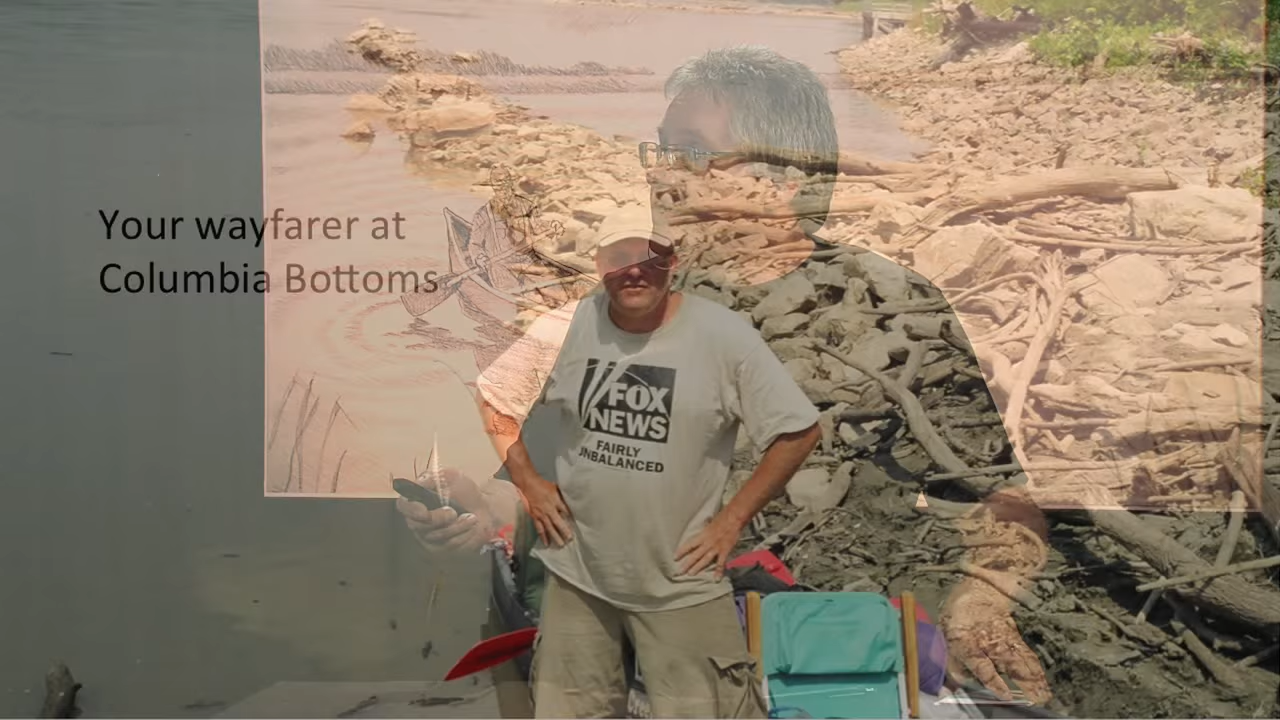 Your wayfarer at
Columbia Bottoms
FOX
NEWS
FAIRLY
UNBALANCED